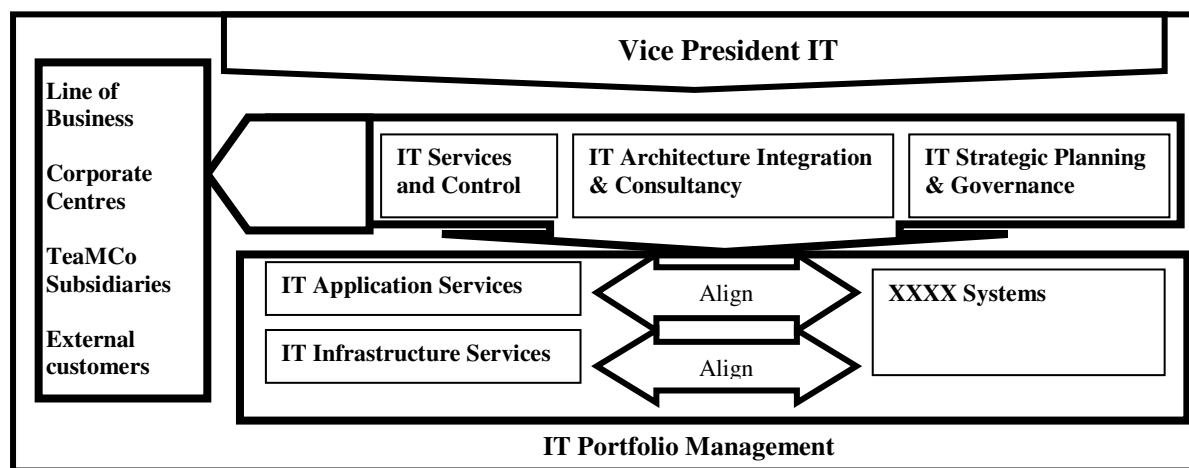 Vice President IT
Line of
Business
Corporate
Centres
TeaMCo
Subsidiaries
External
customers
IT Services
and Control
IT Architecture Integration
& Consultancy
IT Strategic Planning
& Governance
IT Application Services
Align
XXXX Systems
IT Infrastructure Services
Align
IT Portfolio Management